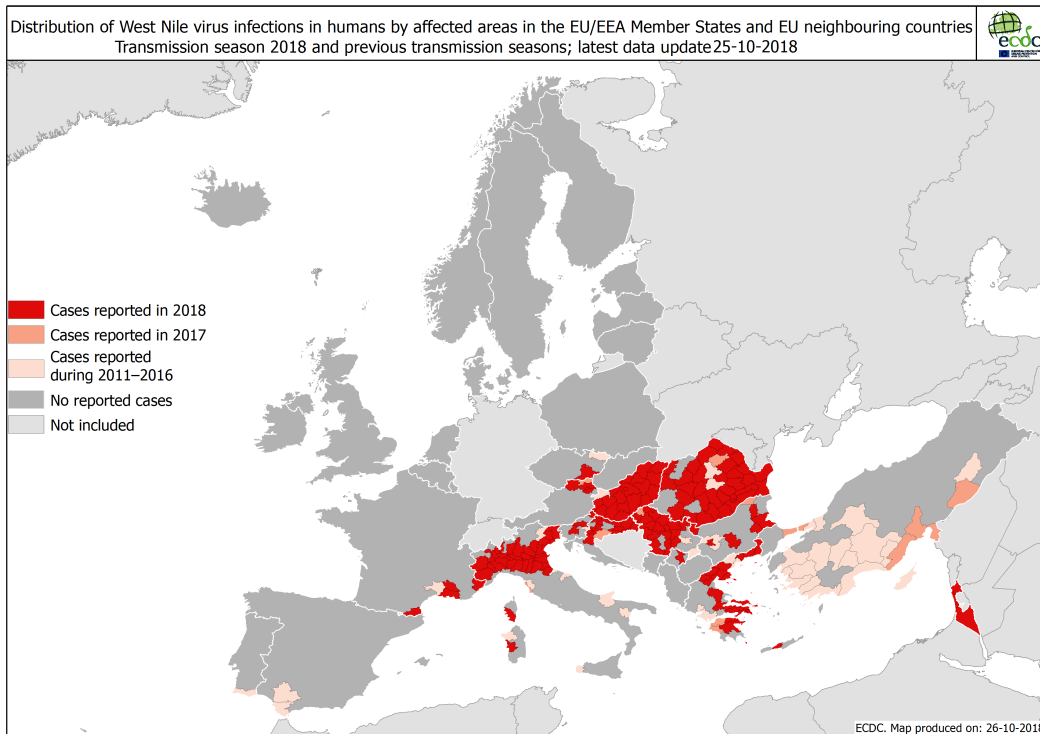 Distribution of West Nile virus infections in humans by affected areas in the EU/EEA Member States and EU neighbouring countries
Transmission season 2018 and previous transmission seasons; latest data update 25-10-2018
ecdc
Cases reported in 2018
Cases reported in 2017
Cases reported
during 2011–2016
No reported cases
Not included
ECDC. Map produced on: 26-10-2018